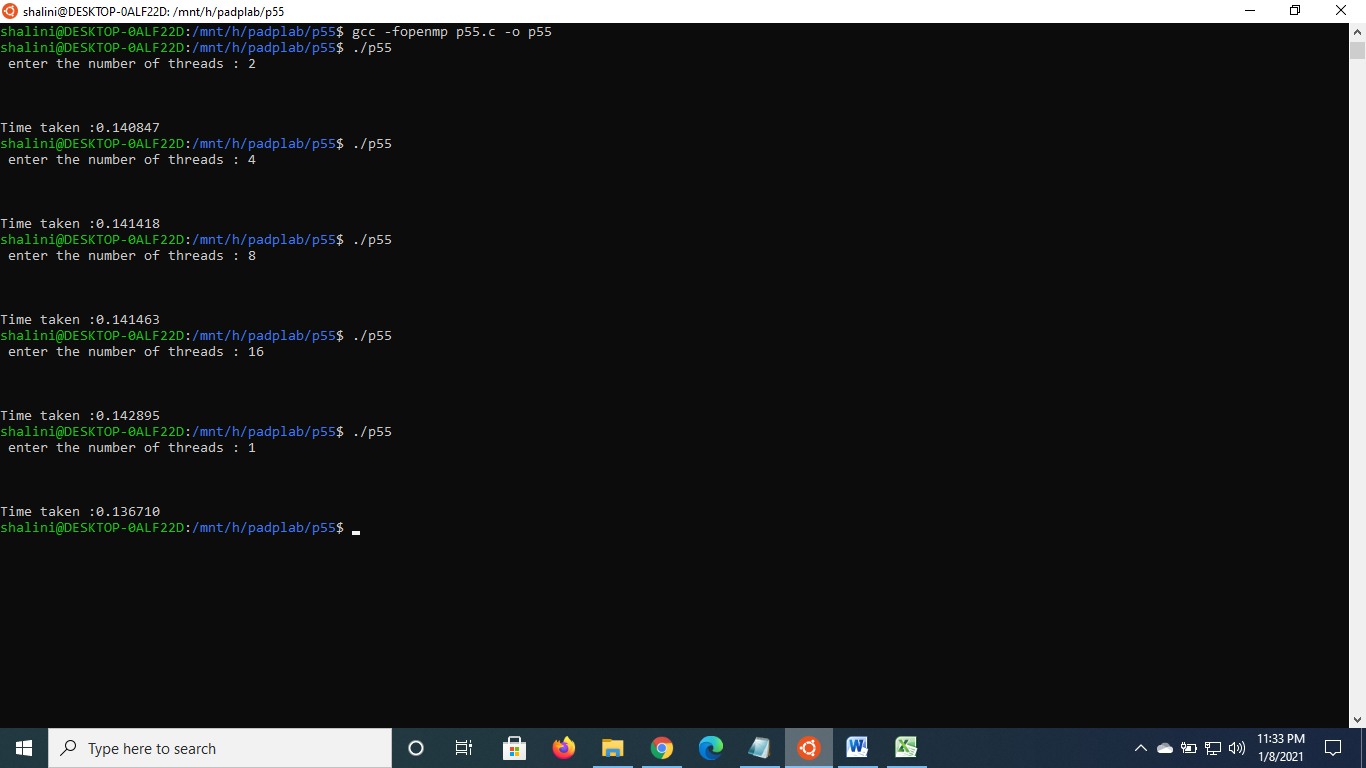 shalini@DESKTOP-0ALF22D: /mnt/h/padplab/p55
shalini@DESKTOP-0ALF22D:/mnt/h/padplab/p55$ gcc -fopenmp p55.c -o p55
shalini@DESKTOP-0ALF22D:/mnt/h/padplab/p55$ ./p55
enter the number of threads : 2
Time taken :0.140847
shalini@DESKTOP-0ALF22D:/mnt/h/padplab/p55$ ./p55
enter the number of threads : 4
Time taken :0.141418
shalini@DESKTOP-0ALF22D:/mnt/h/padplab/p55$ ./p55
enter the number of threads : 8
Time taken :0.141463
shalini@DESKTOP-0ALF22D:/mnt/h/padplab/p55$ ./p55
enter the number of threads : 16
Time taken :0.142895
shalini@DESKTOP-0ALF22D:/mnt/h/padplab/p55$ ./p55
enter the number of threads : 1
Time taken :0.136710
shalini@DESKTOP-0ALF22D:/mnt/h/padplab/p55$
Type here to search
11:33 PM
1/8/2021